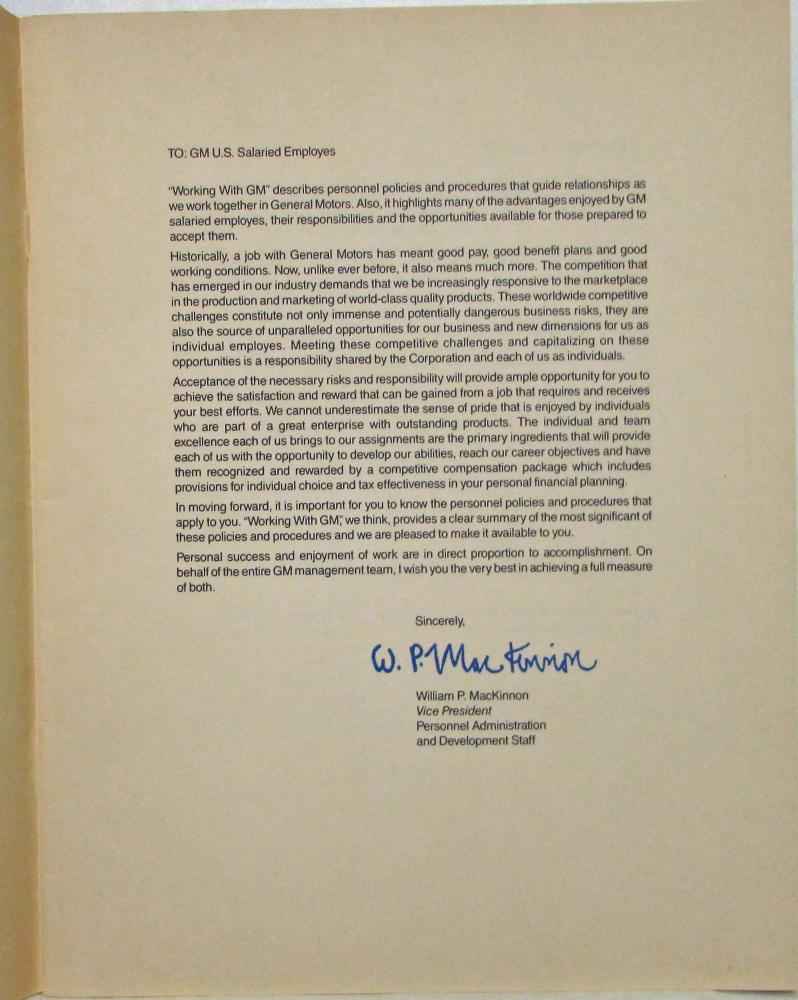 TO: GM U.S. Salaried Employes
"Working With GM" describes personnel policies and procedures that guide relationships as
we work together in General Motors. Also, it highlights many of the advantages enjoyed by GM
salaried employes, their responsibilities and the opportunities available for those prepared to
accept them.
Historically, a job with General Motors has meant good pay, good benefit plans and good
working conditions. Now, unlike ever before, it also means much more. The competition that
has emerged in our industry demands that we be increasingly responsive to the marketplace
in the production and marketing of world-class quality products. These worldwide competitive
challenges constitute not only immense and potentially dangerous business risks, they are
also the source of unparalleled opportunities for our business and new dimensions for us as
individual employes. Meeting these competitive challenges and capitalizing on these
opportunities is a responsibility shared by the Corporation and each of us as individuals.
Acceptance of the necessary risks and responsibility will provide ample opportunity for you to
achieve the satisfaction and reward that can be gained from a job that requires and receives
your best efforts. We cannot underestimate the sense of pride that is enjoyed by individuals
who are part of a great enterprise with outstanding products. The individual and team
excellence each of us brings to our assignments are the primary ingredients that will provide
each of us with the opportunity to develop our abilities, reach our career objectives and have
them recognized and rewarded by a competitive compensation package which includes
provisions for individual choice and tax effectiveness in your personal financial planning.
In moving forward, it is important for you to know the personnel policies and procedures that
apply to you. "Working With GM," we think, provides a clear summary of the most significant of
these policies and procedures and we are pleased to make it available to you.
Personal success and enjoyment of work are in direct proportion to accomplishment. On
behalf of the entire GM management team, I wish you the very best in achieving a full measure
of both.
Sincerely,
W. P. MacKinnon
William P. MacKinnon
Vice President
Personnel Administration
and Development Staff